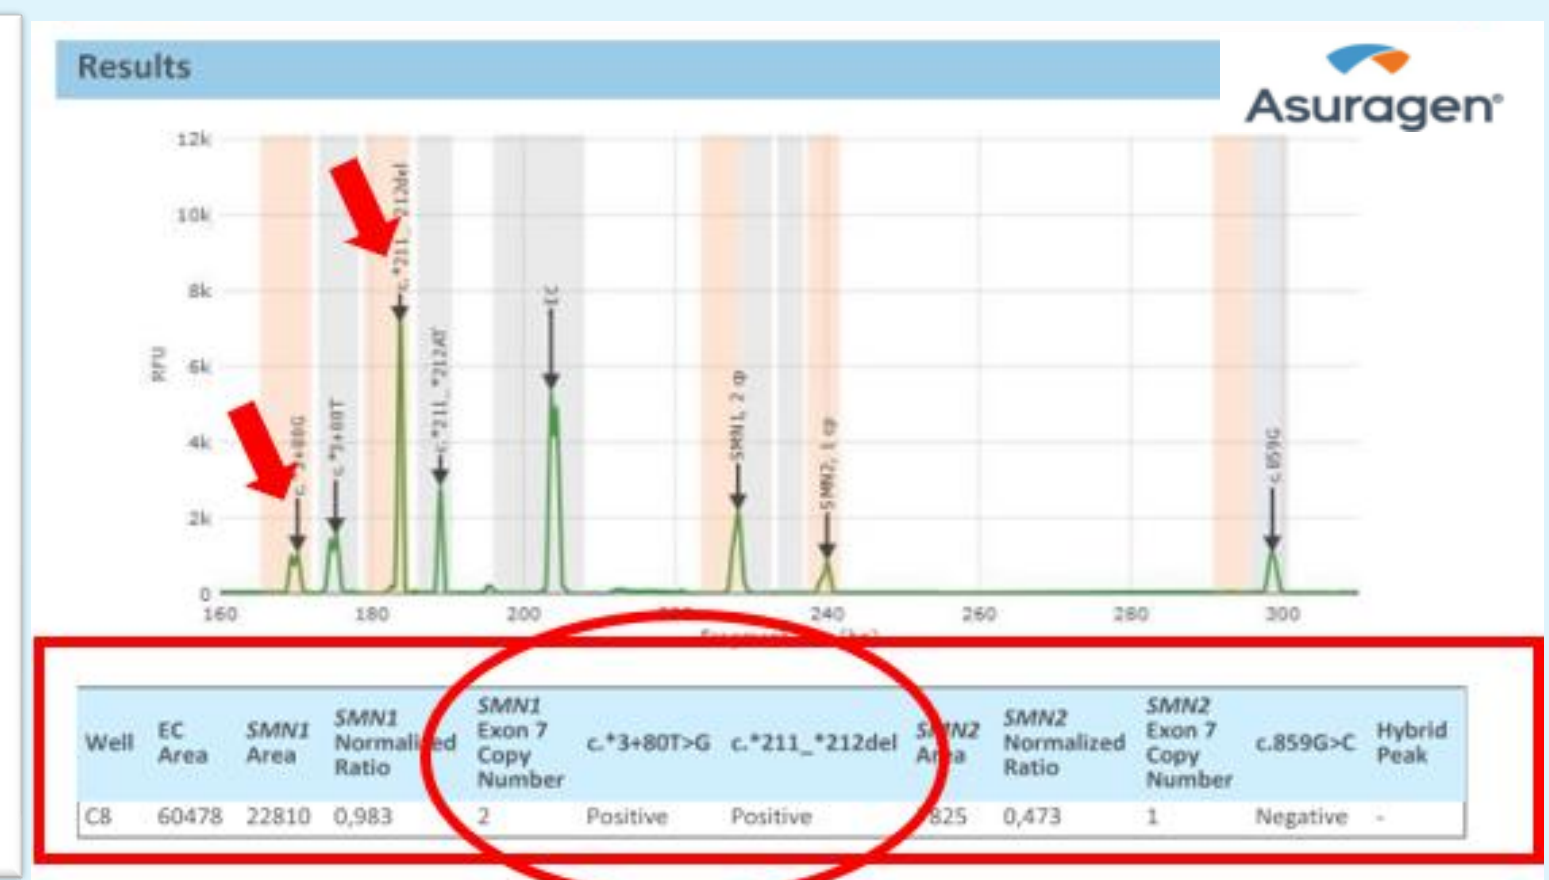 Results
Asuragen®
12k
10k
8k
6k
4k
2k
0
RFU
c.*211_*212del
c.*3+80T
c.*211_*212AT
EC
SMN1, 2 cp
SMN2, 1 cp
c.859G
160 180 200 240 260 280 300
Well EC Area SMN1 Area SMN1 Normalized Ratio SMN1 Exon 7 Copy Number c.*3+80T>G c.*211_*212del SMN2 Area SMN2 Normalized Ratio SMN2 Exon 7 Copy Number c.859G>C Hybrid Peak
C8 60478 22810 0,983 2 Positive Positive 825 0,473 1 Negative -